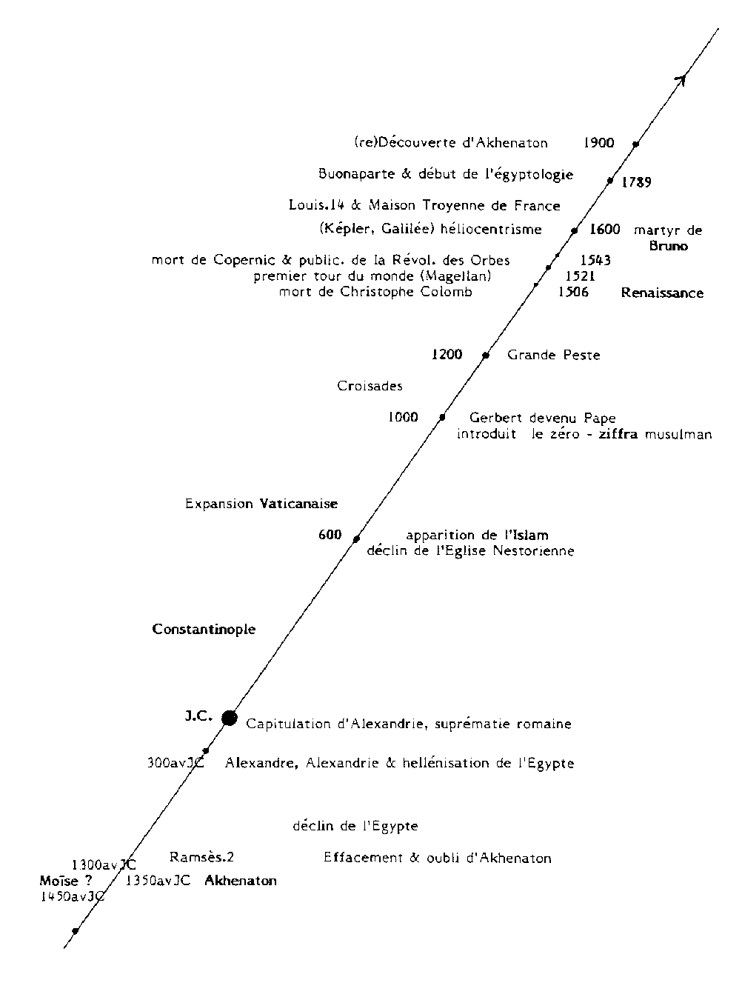 (re)Découverte d'Akhenaton 1900
Buonaparte & début de l'égyptologie 1789
Louis.14 & Maison Troyenne de France
(Képler, Galilée) héliocentrisme 1600 martyr de
Bruno
mort de Copernic & public. de la Révol. des Orbes 1543
premier tour du monde (Magellan) 1521
mort de Christophe Colomb 1506 Renaissance
1200 Grande Peste
Croisades
1000 Gerbert devenu Pape
introduit le zéro - ziffra musulman
Expansion Vaticanaise
600 apparition de l'Islam
déclin de l'Eglise Nestorienne
Constantinople
J.C. Capitulation d'Alexandrie, suprématie romaine
300avJC Alexandre, Alexandrie & hellénisation de l'Egypte
déclin de l'Egypte
1300avJC Ramsès.2 Effacement & oubli d'Akhenaton
Moïse ? 1350avJC Akhenaton
1450avJC